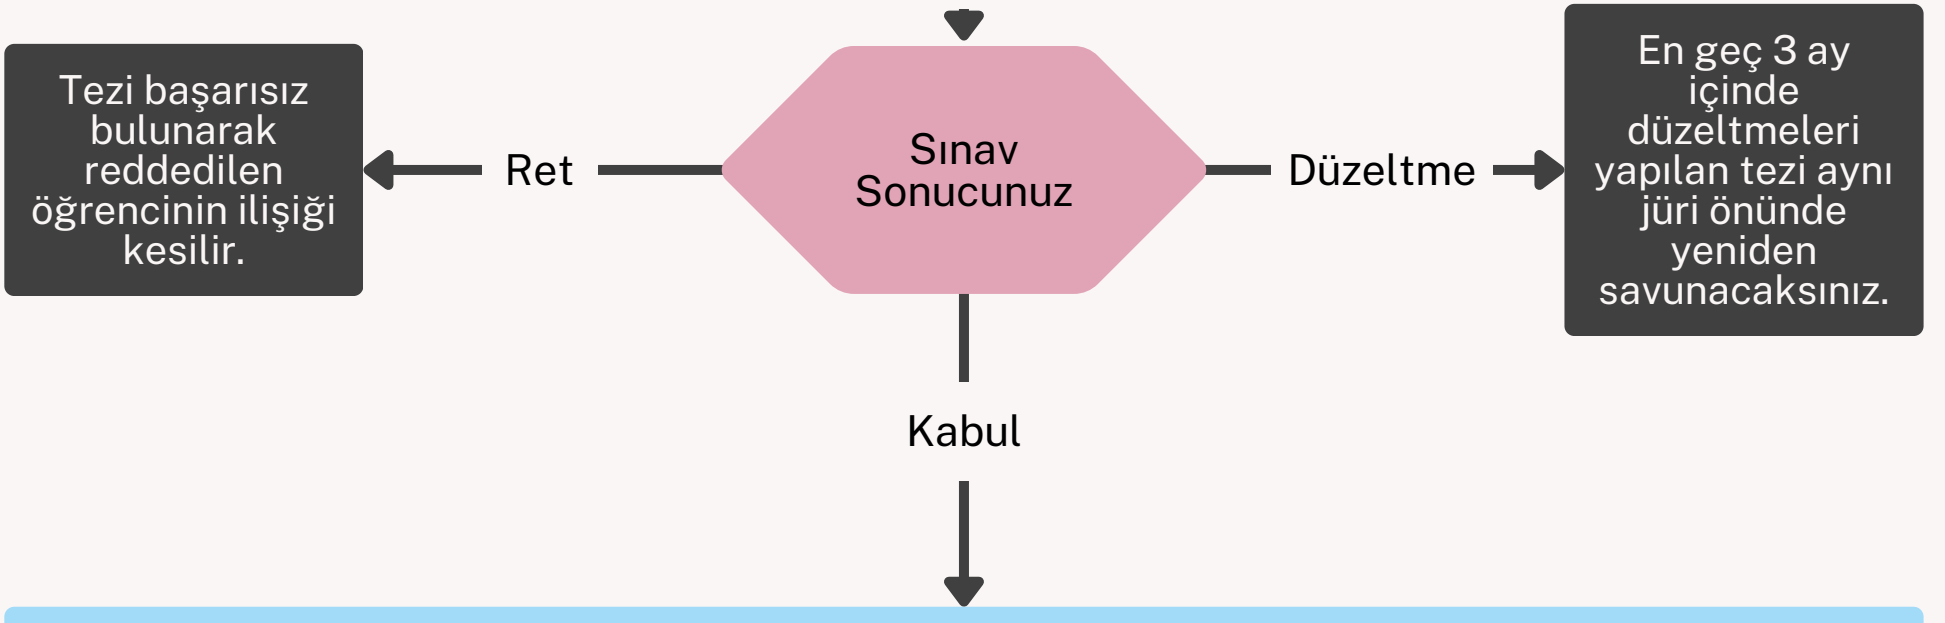 Tezi başarısız
bulunarak
reddedilen
öğrencinin ilişiği
kesilir.
Ret
Sınav
Sonucunuz
Düzeltme
En geç 3 ay
içinde
düzeltmeleri
yapılan tezi aynı
jüri önünde
yeniden
savunacaksınız.
Kabul